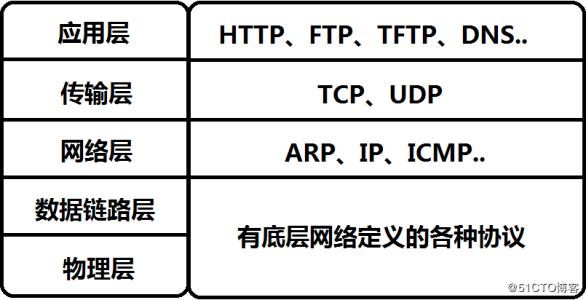 应用层
HTTP、FTP、TFTP、DNS..
传输层
TCP、UDP
网络层
ARP、IP、ICMP..
数据链路层
有底层网络定义的各种协议
物理层
@51CTO博客